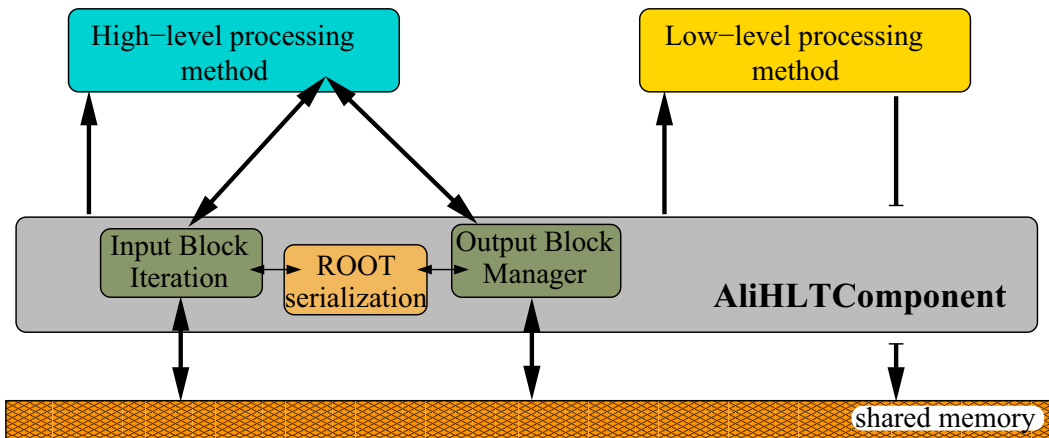 High−level processing
method
Low−level processing
method
Input Block
Iteration
ROOT
serialization
Output Block
Manager
AliHLTComponent
shared memory